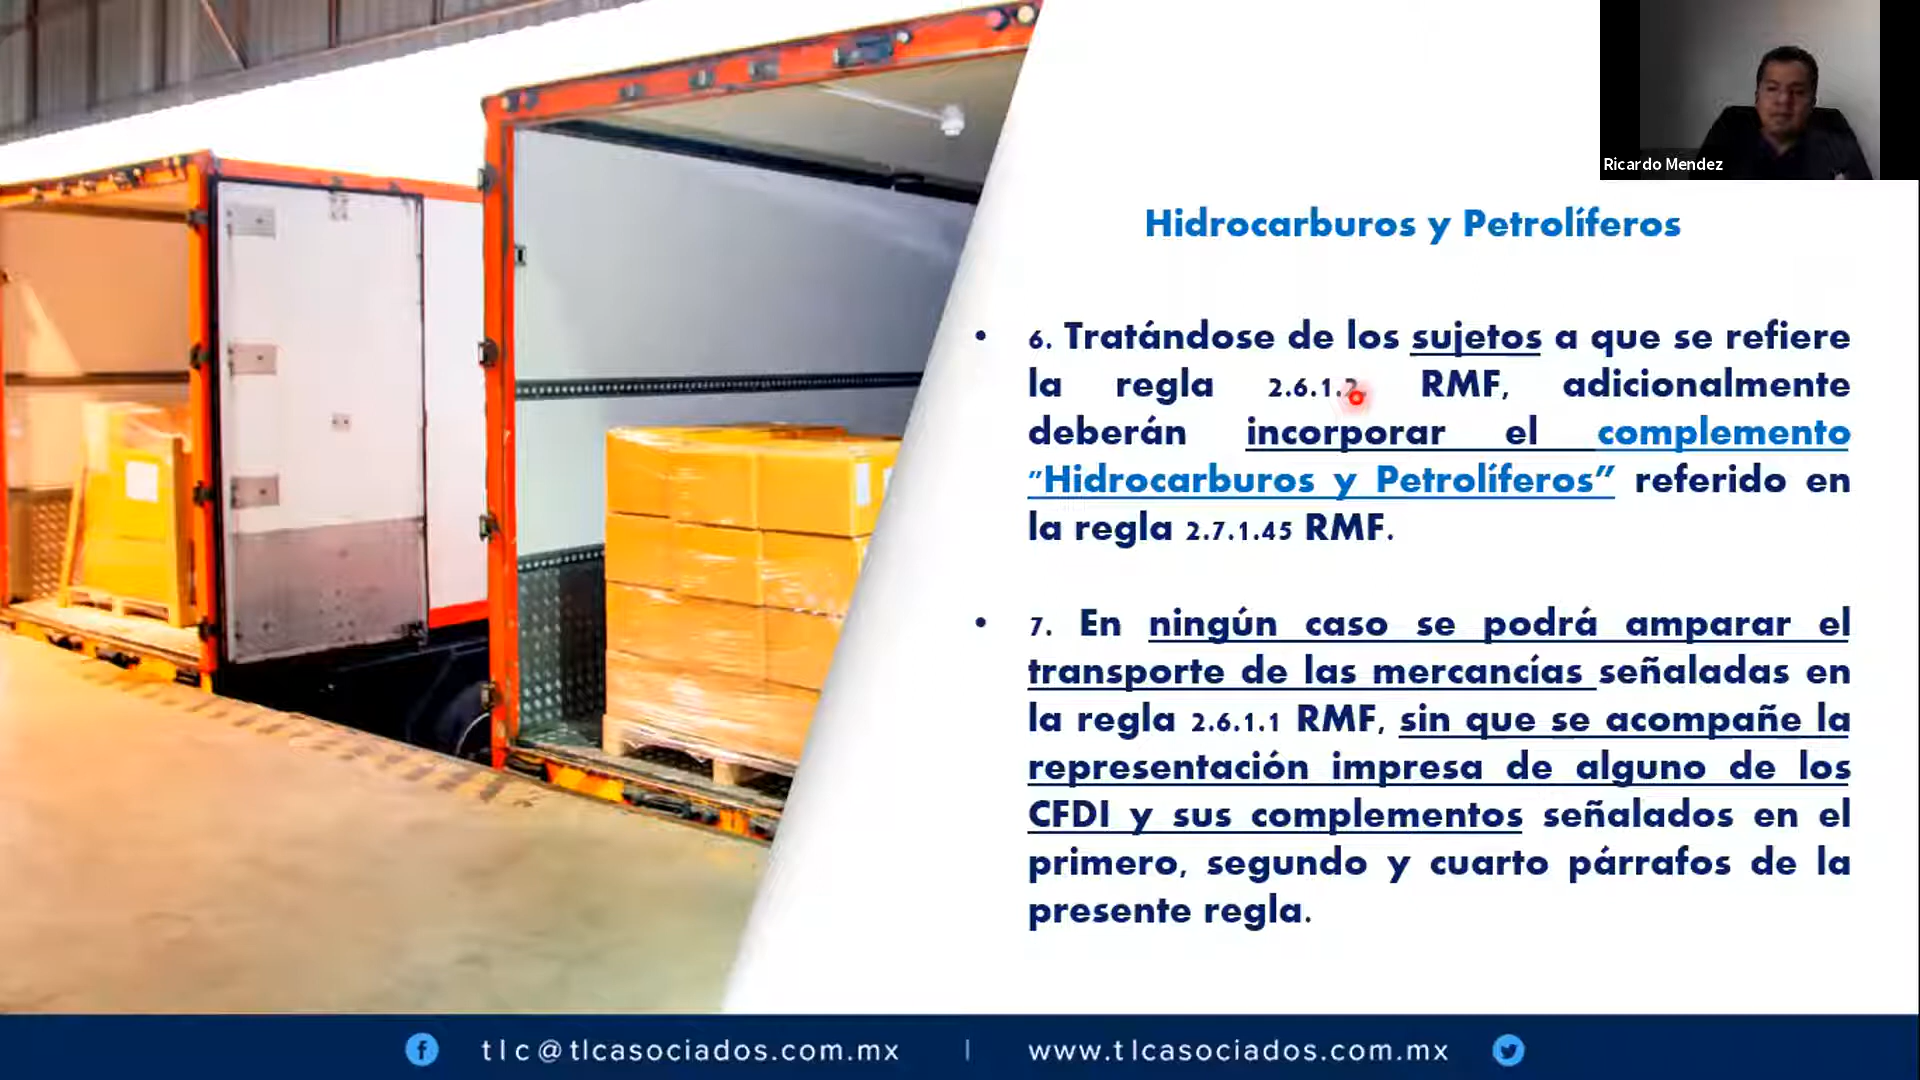 Ricardo Mendez
Hidrocarburos y Petrolíferos
• 6. Tratándose de los sujetos a que se refiere
la regla 2.6.1.2 RMF, adicionalmente
deberán incorporar el complemento
"Hidrocarburos y Petrolíferos" referido en
la regla 2.7.1.45 RMF.
• 7. En ningún caso se podrá amparar el
transporte de las mercancías señaladas en
la regla 2.6.1.1 RMF, sin que se acompañe la
representación impresa de alguno de los
CFDI y sus complementos señalados en el
primero, segundo y cuarto párrafos de la
presente regla.
tlc@tlcasociados.com.mx | www.tlcasociados.com.mx